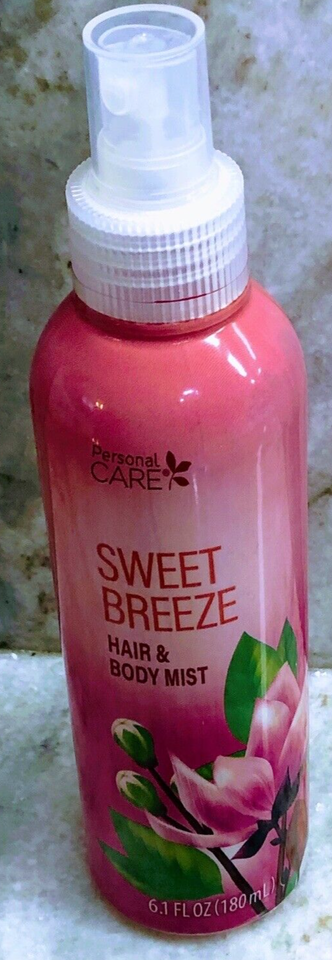 Personal
CARE
SWEET
BREEZE
HAIR &
BODY MIST
6.1 FL OZ (180 mL)